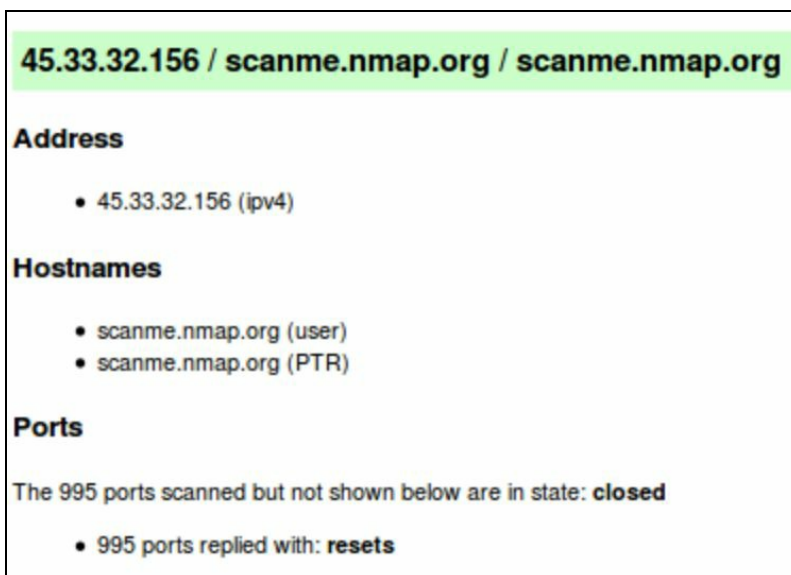 45.33.32.156 / scanme.nmap.org / scanme.nmap.org
Address
• 45.33.32.156 (ipv4)
Hostnames
• scanme.nmap.org (user)
• scanme.nmap.org (PTR)
Ports
The 995 ports scanned but not shown below are in state: closed
• 995 ports replied with: resets